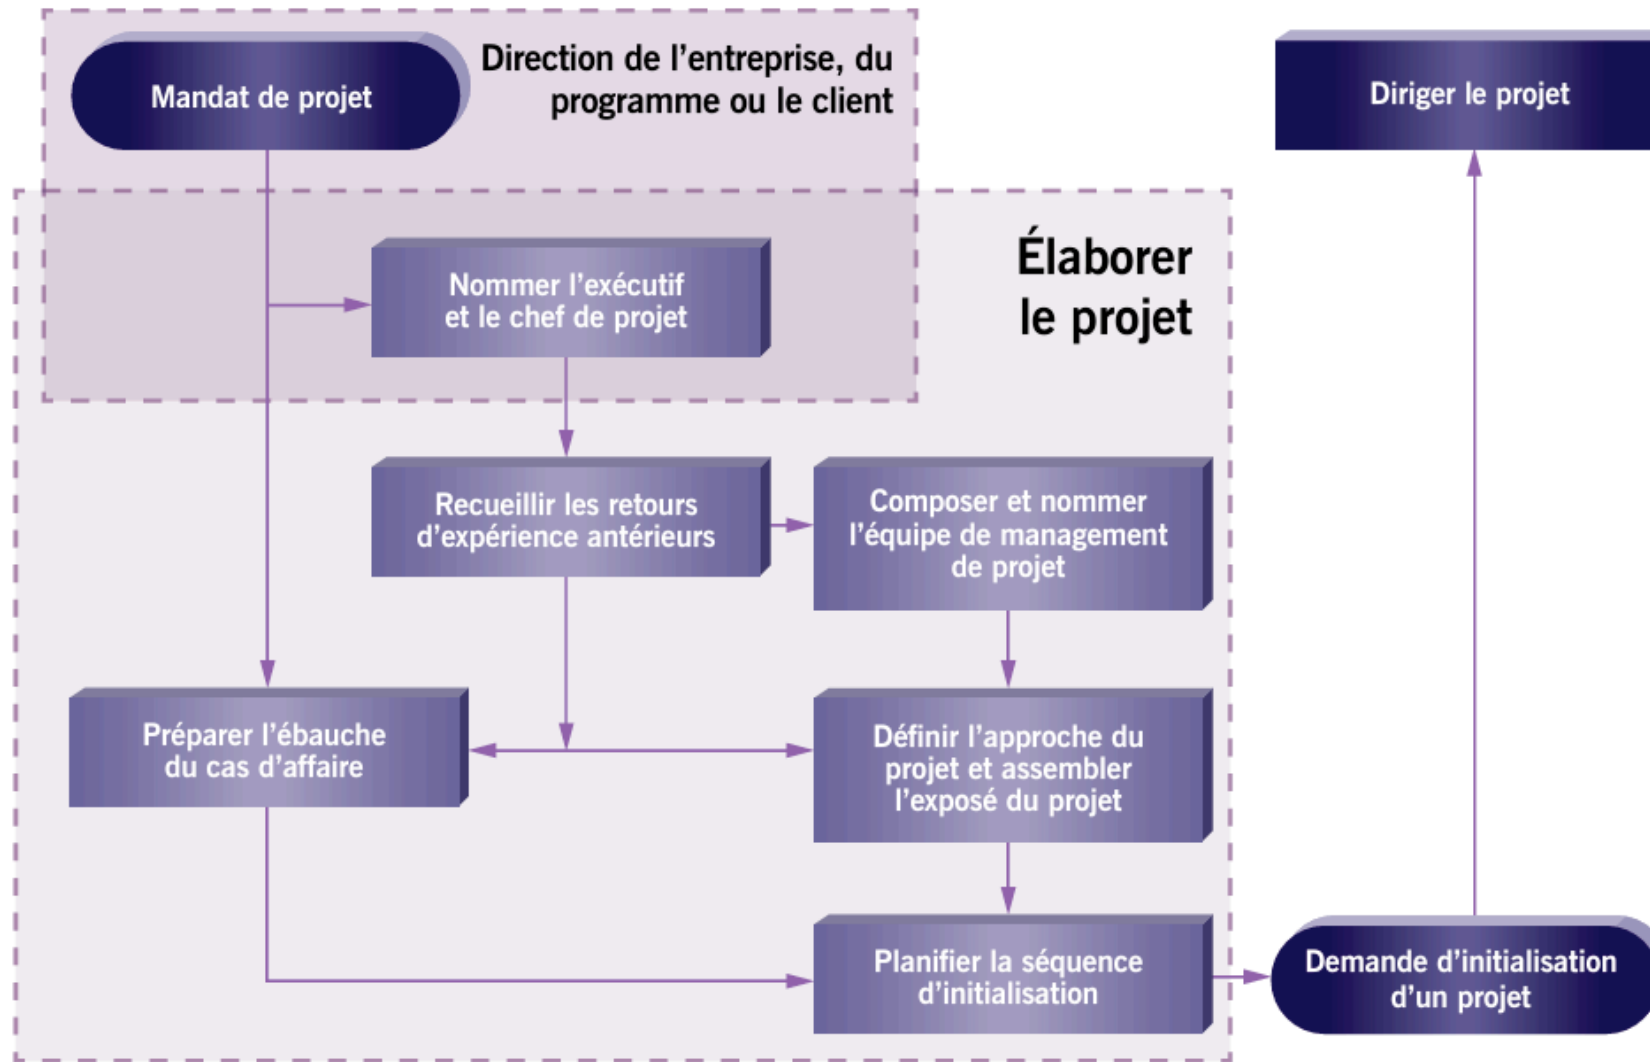 Mandat de projet
Direction de l’entreprise, du
programme ou le client
Diriger le projet
Nommer l’exécutif
et le chef de projet
Élaborer
le projet
Recueillir les retours
d’expérience antérieurs
Composer et nommer
l’équipe de management
de projet
Préparer l’ébauche
du cas d’affaire
Définir l’approche du
projet et assembler
l’exposé du projet
Planifier la séquence
d’initialisation
Demande d’initialisation
d’un projet